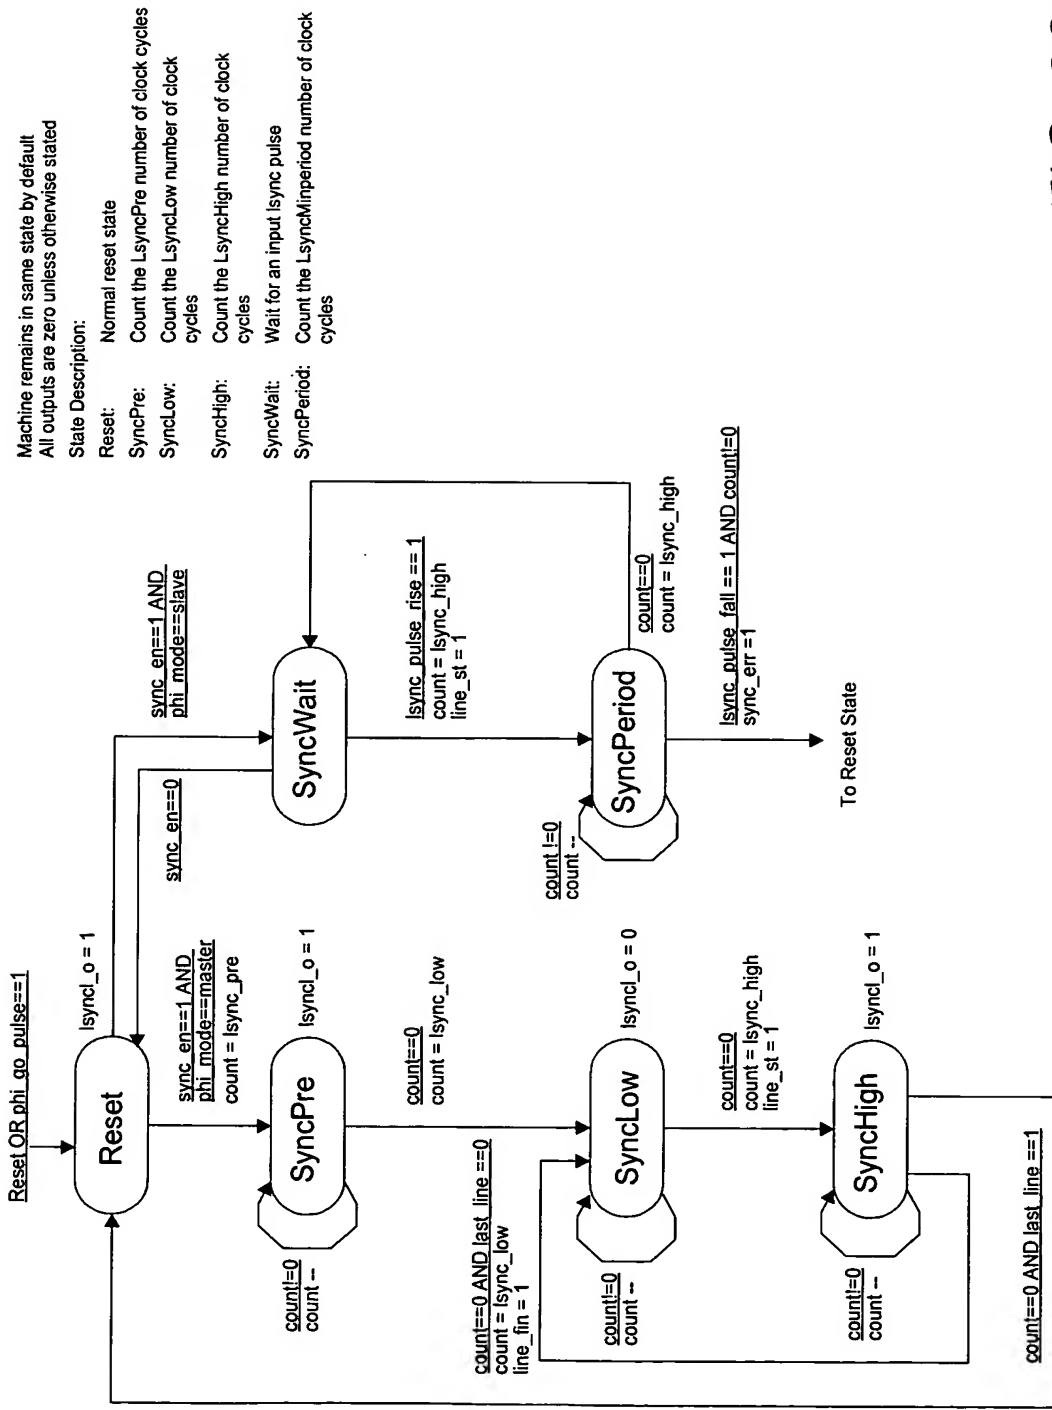 Machine remains in same state by default
All outputs are zero unless otherwise stated
State Description:
Reset: Normal reset state
SyncPre: Count the LsyncPre number of clock cycles
SyncLow: Count the LsyncLow number of clock
cycles
SyncHigh: Count the LsyncHigh number of clock
cycles
SyncWait: Wait for an input lsync pulse
SyncPeriod: Count the LsyncMinperiod number of clock
cycles
Reset OR phi_go_pulse==1
Reset
lsyncl_o = 1
sync_en==1 AND
phi_mode==slave
sync_en==0
sync_en==1 AND
phi_mode==master
count = lsync_pre
SyncWait
lsync_pulse_rise == 1
count = lsync_high
line_st = 1
SyncPre
lsyncl_o = 1
count!=0
count --
count==0
count = lsync_low
SyncPeriod
count !=0
count --
count==0
count = lsync_high
lsync_pulse_fall == 1 AND count!=0
sync_err =1
To Reset State
count==0 AND last_line ==0
count = lsync_low
line_fin = 1
SyncLow
lsyncl_o = 0
count!=0
count --
count==0
count = lsync_high
line_st = 1
SyncHigh
lsyncl_o = 1
count!=0
count --
count==0 AND last_line ==1